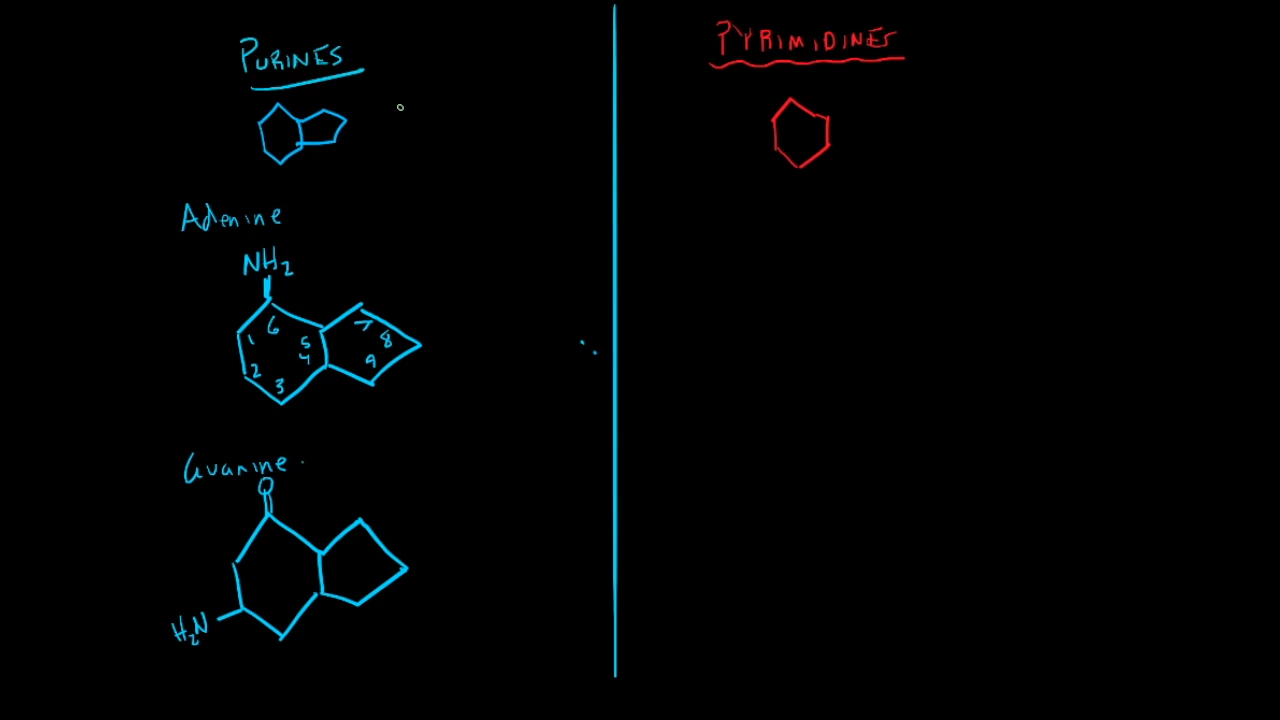 PURINES
PYRIMIDINES
Adenine
NH2
6
7
1
5
8
4
9
2
3
Guanine
O
H2N